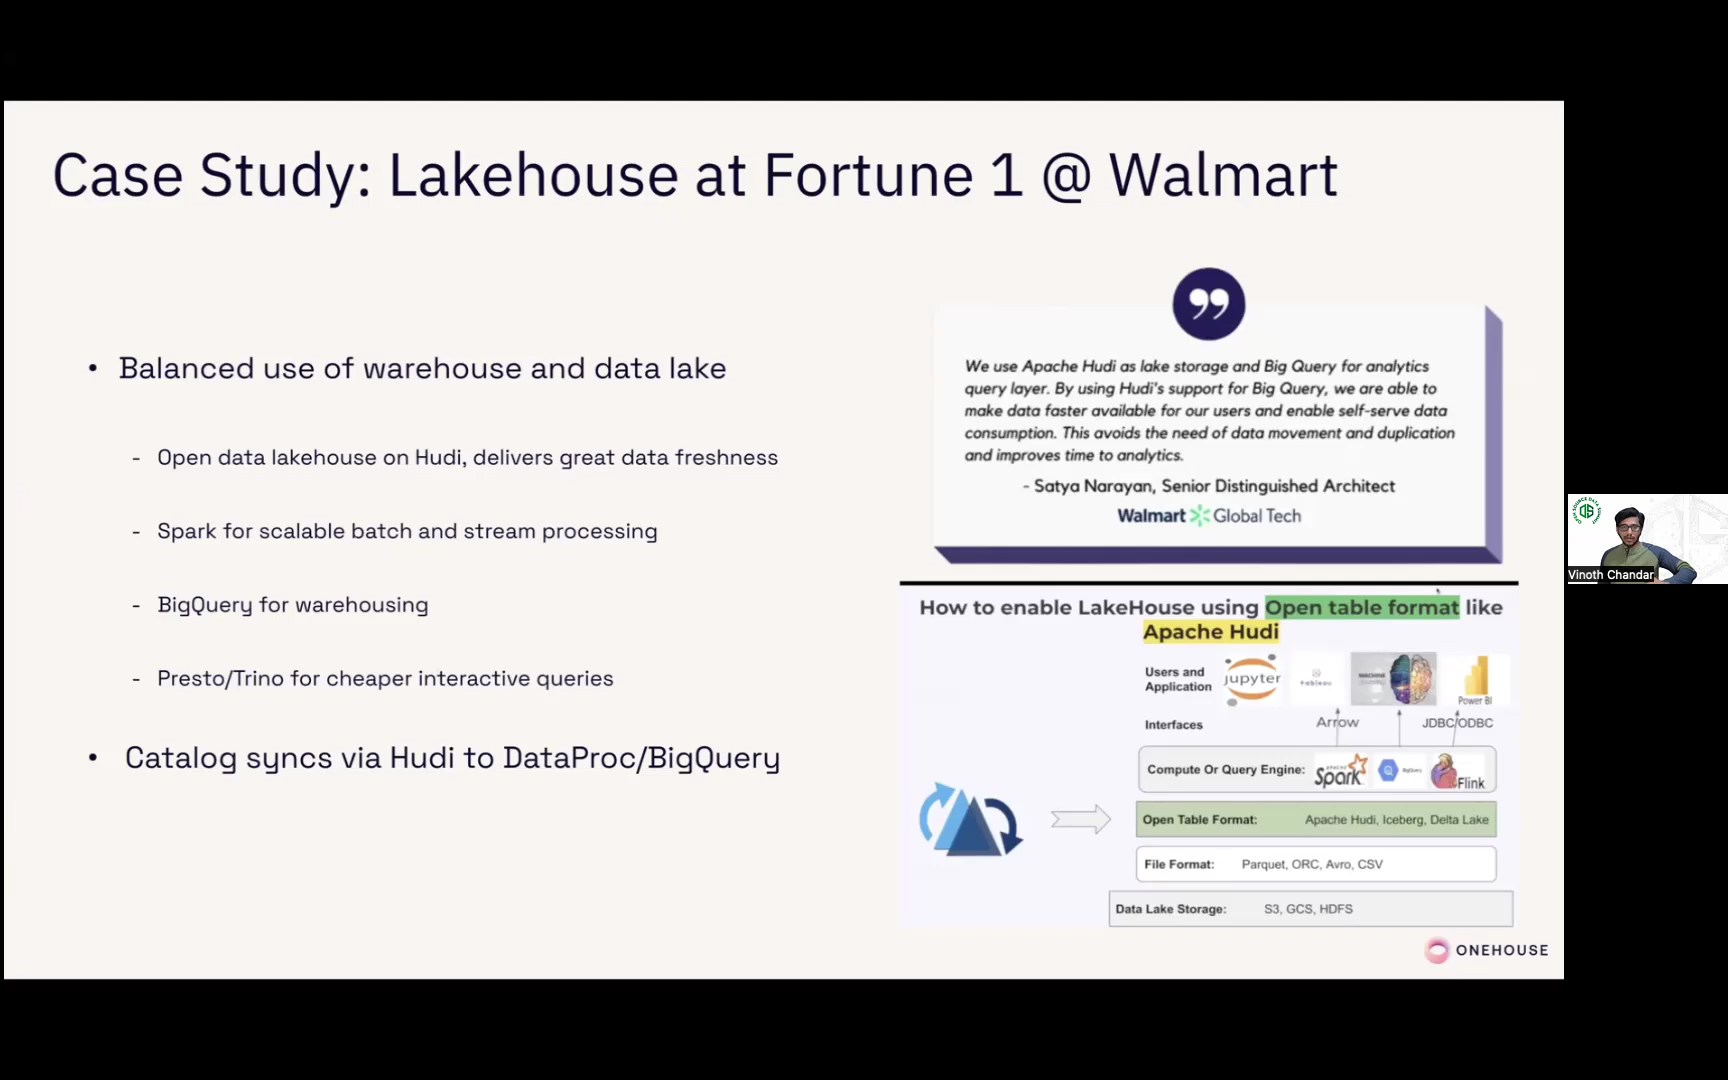 Case Study: Lakehouse at Fortune 1 @ Walmart
• Balanced use of warehouse and data lake
- Open data lakehouse on Hudi, delivers great data freshness
- Spark for scalable batch and stream processing
- BigQuery for warehousing
- Presto/Trino for cheaper interactive queries
• Catalog syncs via Hudi to DataProc/BigQuery
We use Apache Hudi as lake storage and Big Query for analytics
query layer. By using Hudi's support for Big Query, we are able to
make data faster available for our users and enable self-serve data
consumption. This avoids the need of data movement and duplication
and improves time to analytics.
- Satya Narayan, Senior Distinguished Architect
Walmart Global Tech
How to enable LakeHouse using Open table format like
Apache Hudi
Users and
Application
jupyter
tableau
MACHINE
Power BI
Interfaces
Arrow
JDBC/ODBC
Compute Or Query Engine:
APACHE
Spark
BigQuery
Flink
Open Table Format: Apache Hudi, Iceberg, Delta Lake
File Format: Parquet, ORC, Avro, CSV
Data Lake Storage: S3, GCS, HDFS
ONEHOUSE
OPEN SOURCE DATA SUMMIT
Vinoth Chandar